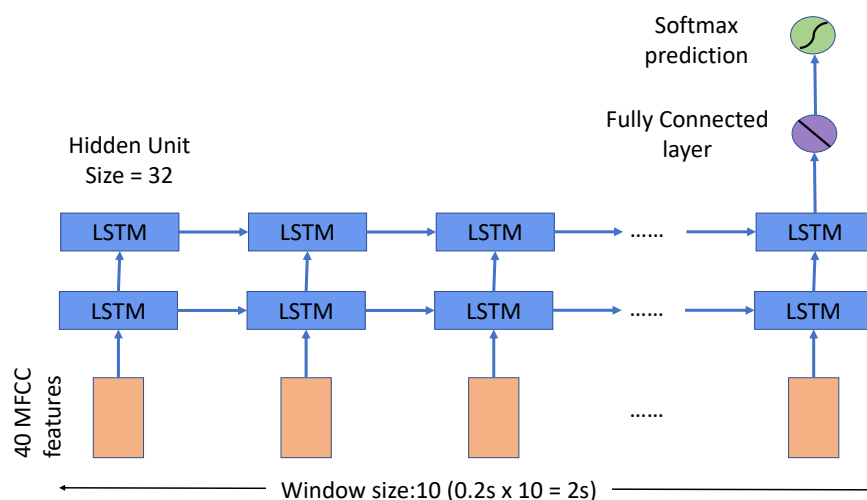 Softmax
prediction
Fully Connected
layer
Hidden Unit
Size = 32
LSTM
LSTM
LSTM
......
LSTM
LSTM
LSTM
LSTM
......
LSTM
40 MFCC
features
......
Window size:10 (0.2s x 10 = 2s)